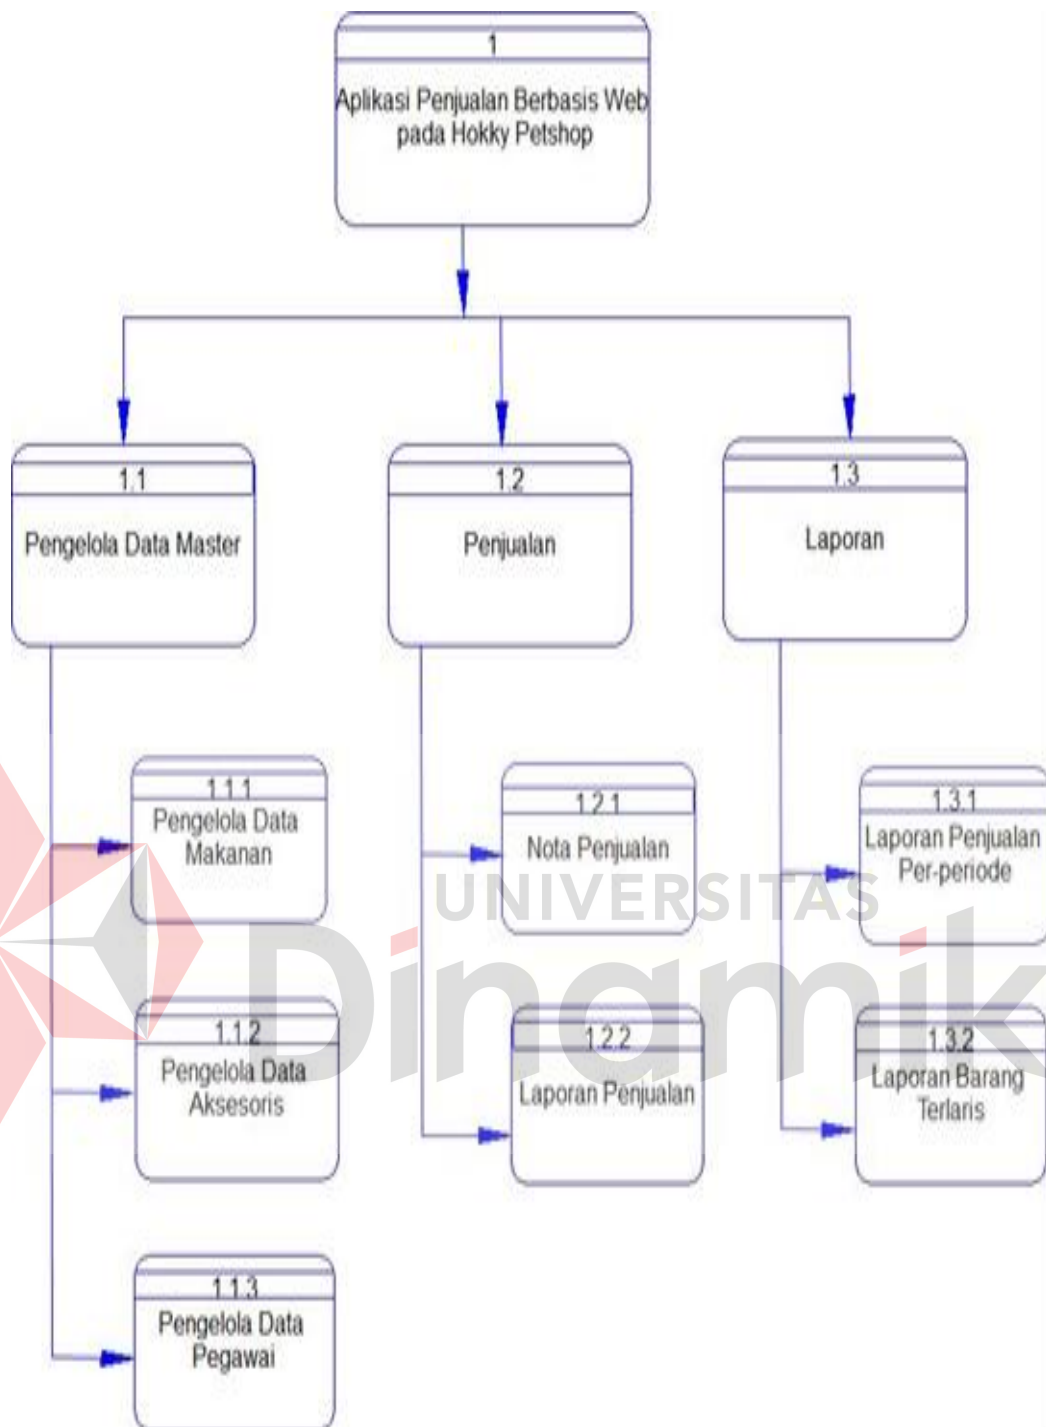 1
Aplikasi Penjualan Berbasis Web
pada Hokky Petshop
1.1
Pengelola Data Master
1.2
Penjualan
1.3
Laporan
1.1.1
Pengelola Data
Makanan
1.2.1
Nota Penjualan
1.3.1
Laporan Penjualan
Per-periode
UNIVERSITAS
Dinamik
1.1.2
Pengelola Data
Aksesoris
1.2.2
Laporan Penjualan
1.3.2
Laporan Barang
Terlaris
1.1.3
Pengelola Data
Pegawai